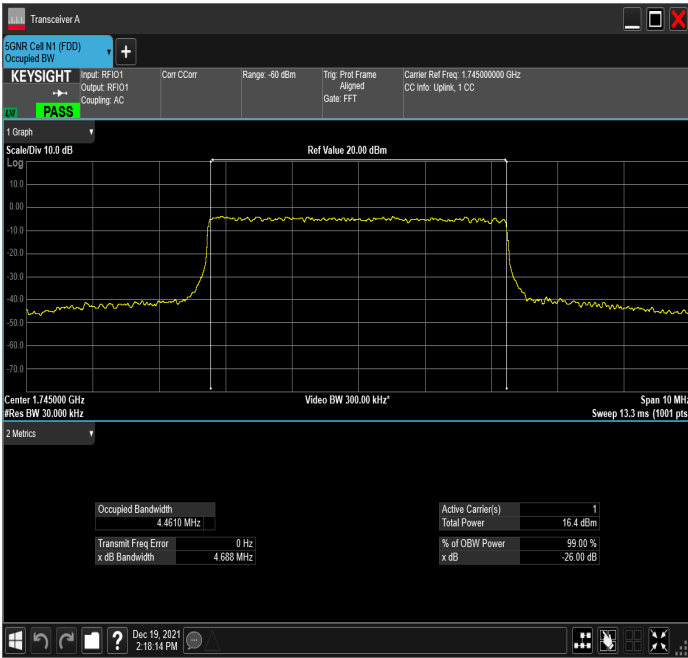 Transceiver A
5GNR Cell N1 (FDD)
Occupied BW
+
KEYSIGHT
PASS
Input: RFIO1
Output: RFIO1
Coupling: AC
Corr CCorr
Range: -60 dBm
Trig: Prot Frame
Aligned
Gate: FFT
Carrier Ref Freq: 1.745000000 GHz
CC Info: Uplink, 1 CC
1 Graph
Scale/Div 10.0 dB
Ref Value 20.00 dBm
Log
10.0
0.00
-10.0
-20.0
-30.0
-40.0
-50.0
-60.0
-70.0
Center 1.745000 GHz
Video BW 300.00 kHz*
Span 10 MHz
#Res BW 30.000 kHz
Sweep 13.3 ms (1001 pts
2 Metrics
Occupied Bandwidth
4.4610 MHz
Transmit Freq Error 0 Hz
x dB Bandwidth 4.688 MHz
Active Carrier(s) 1
Total Power 16.4 dBm
% of OBW Power 99.00 %
x dB -26.00 dB
?
Dec 19, 2021
2:18:14 PM